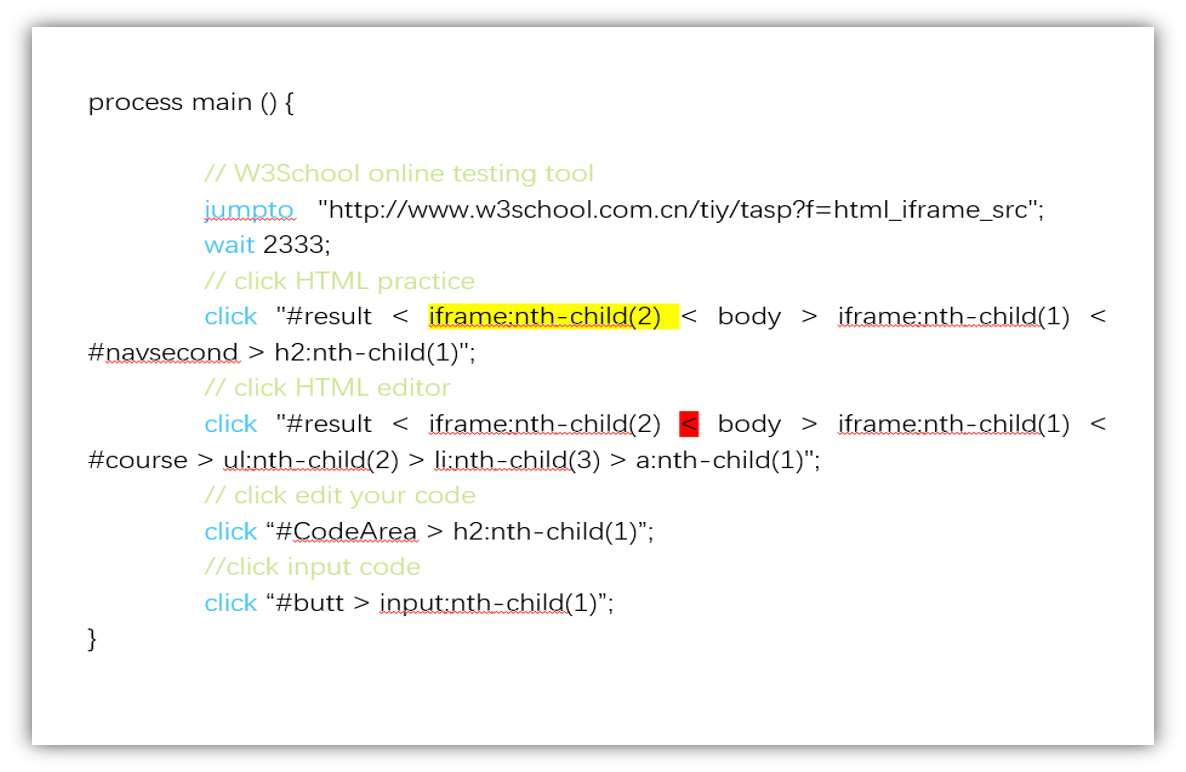 process main () {
// W3School online testing tool
jumpto "http://www.w3school.com.cn/tiy/tasp?f=html_iframe_src";
wait 2333;
// click HTML practice
click "#result < iframe:nth-child(2) < body > iframe:nth-child(1) <
#navsecond > h2:nth-child(1)";
// click HTML editor
click "#result < iframe:nth-child(2) < body > iframe:nth-child(1) <
#course > ul:nth-child(2) > li:nth-child(3) > a:nth-child(1)";
// click edit your code
click “#CodeArea > h2:nth-child(1)”;
//click input code
click “#butt > input:nth-child(1)”;
}